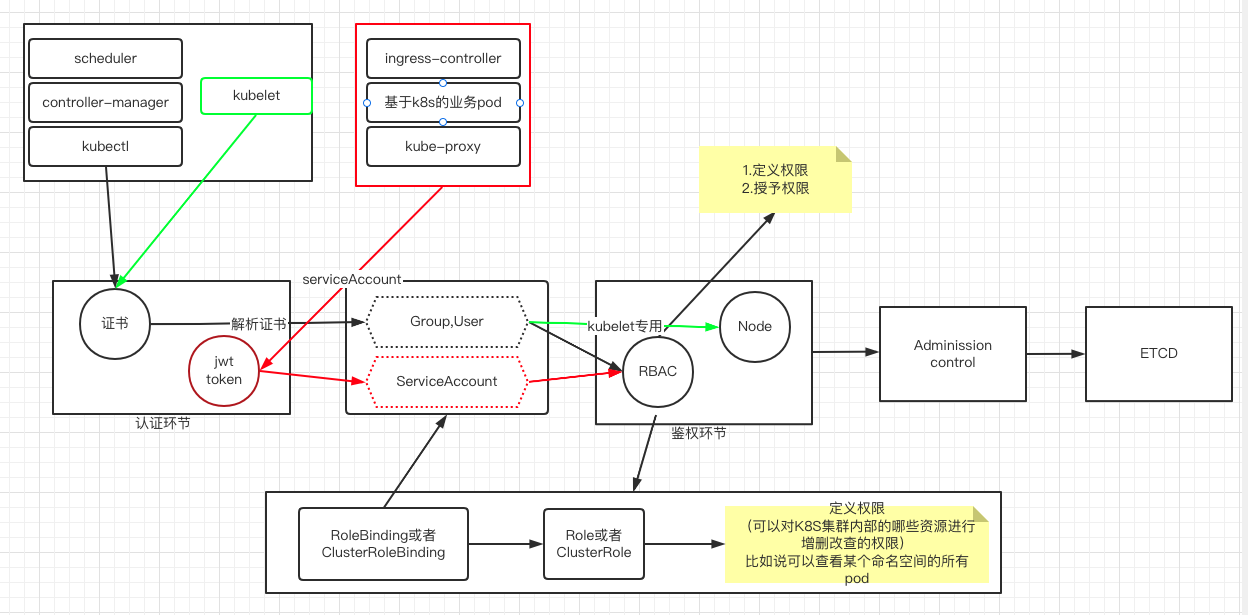 scheduler
controller-manager
kubectl
kubelet
ingress-controller
基于k8s的业务pod
kube-proxy
1.定义权限
2.授予权限
serviceAccount
证书
解析证书
jwt
token
认证环节
Group,User
ServiceAccount
kubelet专用
Node
RBAC
鉴权环节
Adminission
control
ETCD
RoleBinding或者
ClusterRoleBinding
Role或者
ClusterRole
定义权限
（可以对K8S集群内部的哪些资源进行
增删改查的权限）
比如说可以查看某个命名空间的所有
pod